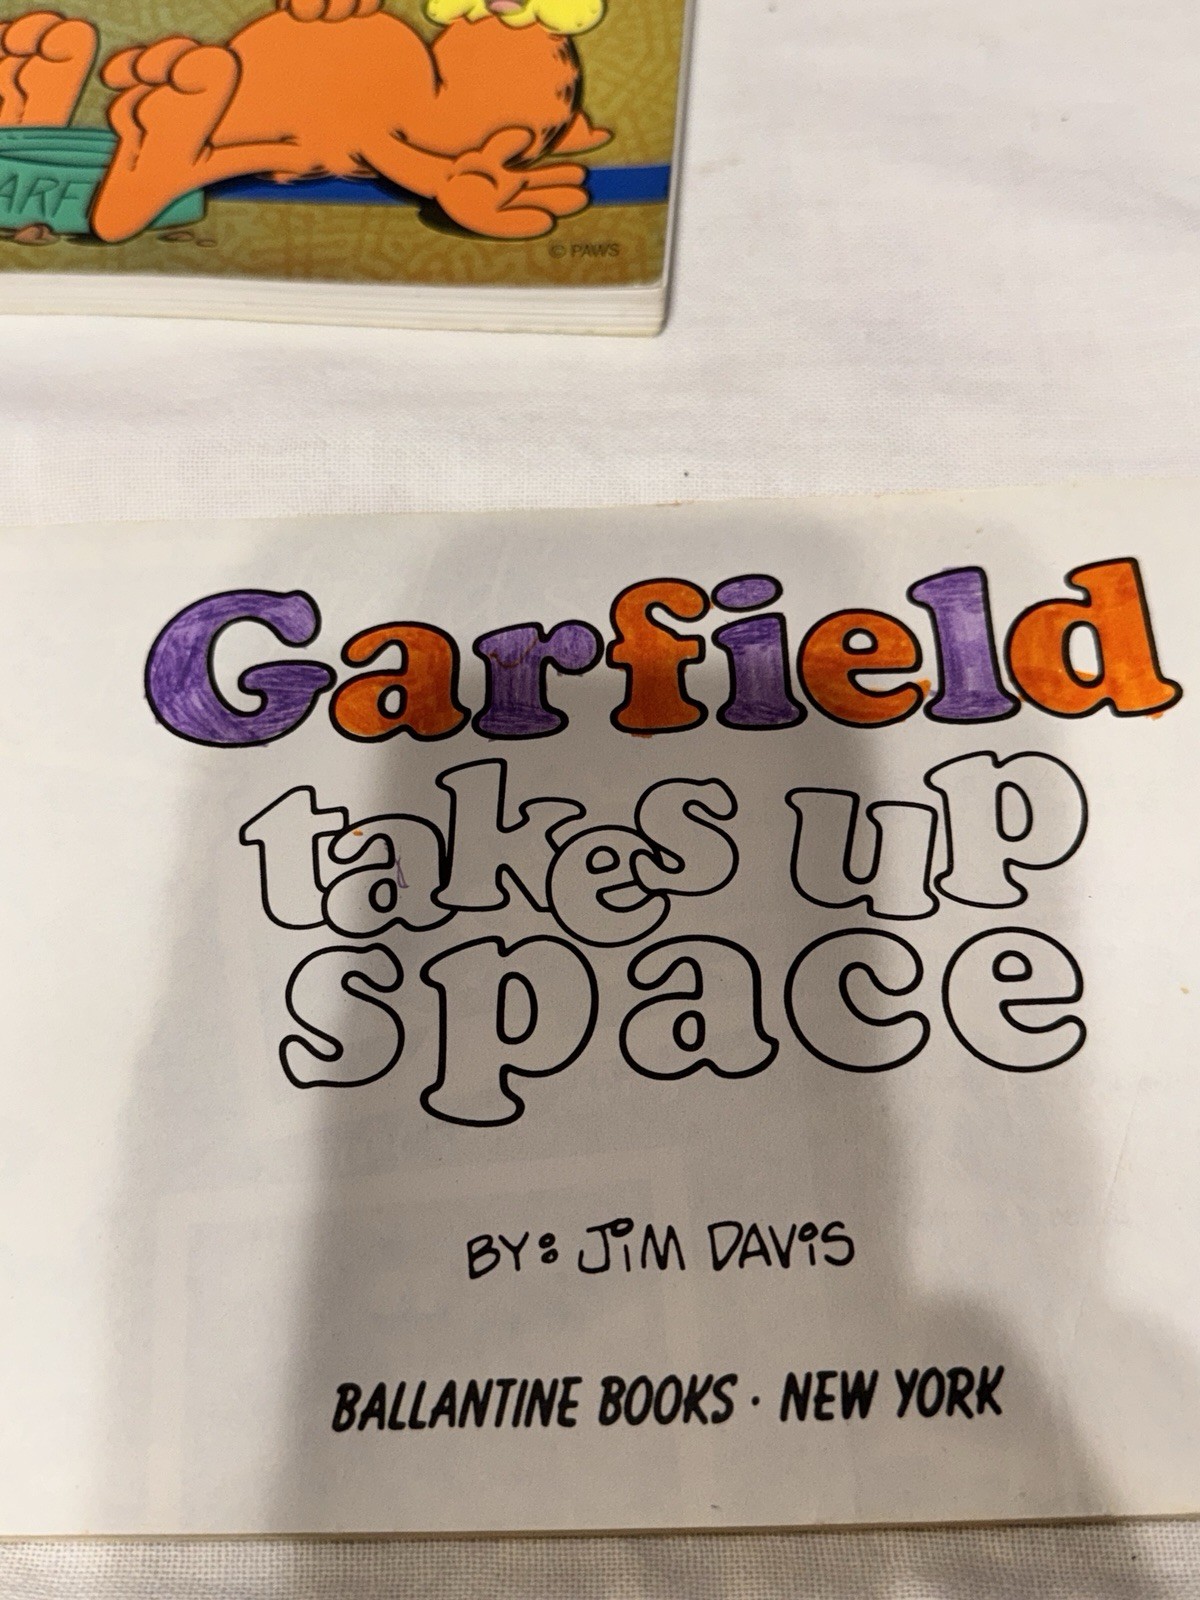 ARF
© PAWS
Garfield
takes up
space
BY: JiM DAViS
BALLANTINE BOOKS · NEW YORK